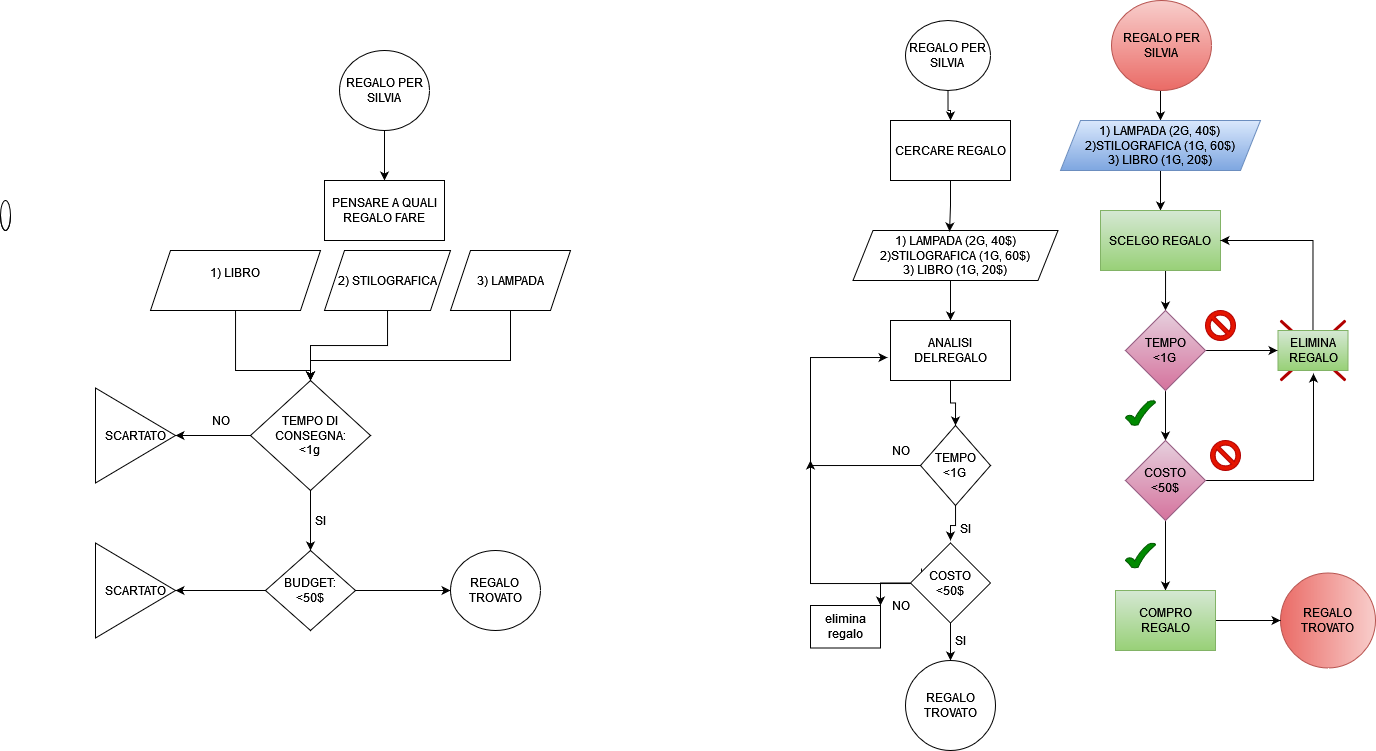 REGALO PER
SILVIA
PENSARE A QUALI
REGALO FARE
1) LIBRO
2) STILOGRAFICA
3) LAMPADA
TEMPO DI
CONSEGNA:
<1g
NO
SCARTATO
SI
BUDGET:
<50$
SCARTATO
REGALO
TROVATO
REGALO PER
SILVIA
CERCARE REGALO
1) LAMPADA (2G, 40$)
2)STILOGRAFICA (1G, 60$)
3) LIBRO (1G, 20$)
ANALISI
DELREGALO
TEMPO
<1G
NO
SI
COSTO
<50$
NO
elimina
regalo
SI
REGALO
TROVATO
REGALO PER
SILVIA
1) LAMPADA (2G, 40$)
2)STILOGRAFICA (1G, 60$)
3) LIBRO (1G, 20$)
SCELGO REGALO
TEMPO
<1G
ELIMINA
REGALO
COSTO
<50$
COMPRO
REGALO
REGALO
TROVATO